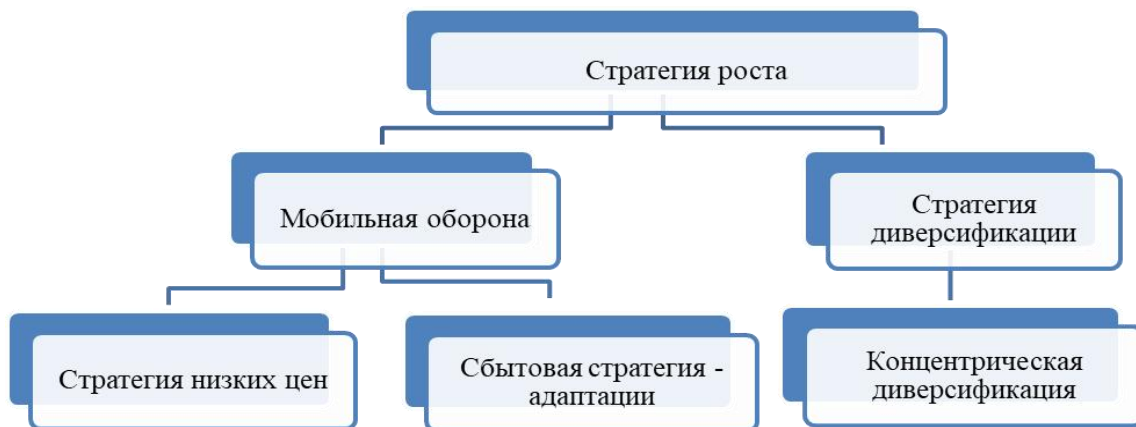 Стратегия роста
Мобильная оборона
Стратегия
диверсификации
Стратегия низких цен
Сбытовая стратегия -
адаптации
Концентрическая
диверсификация